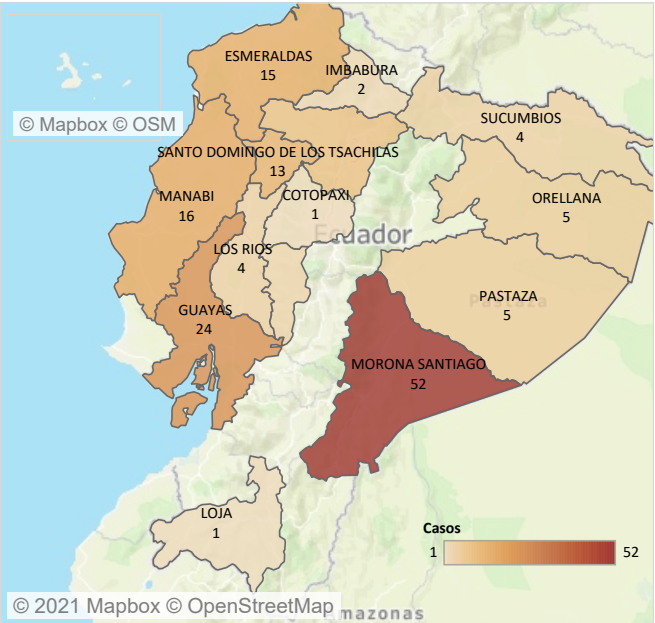 ESMERALDAS
15
IMBABURA
2
© Mapbox © OSM
SUCUMBIOS
4
SANTO DOMINGO DE LOS TSACHILAS
13
COTOPAXI
1
MANABI
16
ORELLANA
5
Ecuador
LOS RIOS
4
PASTAZA
5
Pastaza
GUAYAS
24
MORONA SANTIAGO
52
LOJA
1
Casos
1
52
© 2021 Mapbox © OpenStreetMap
Amazonas